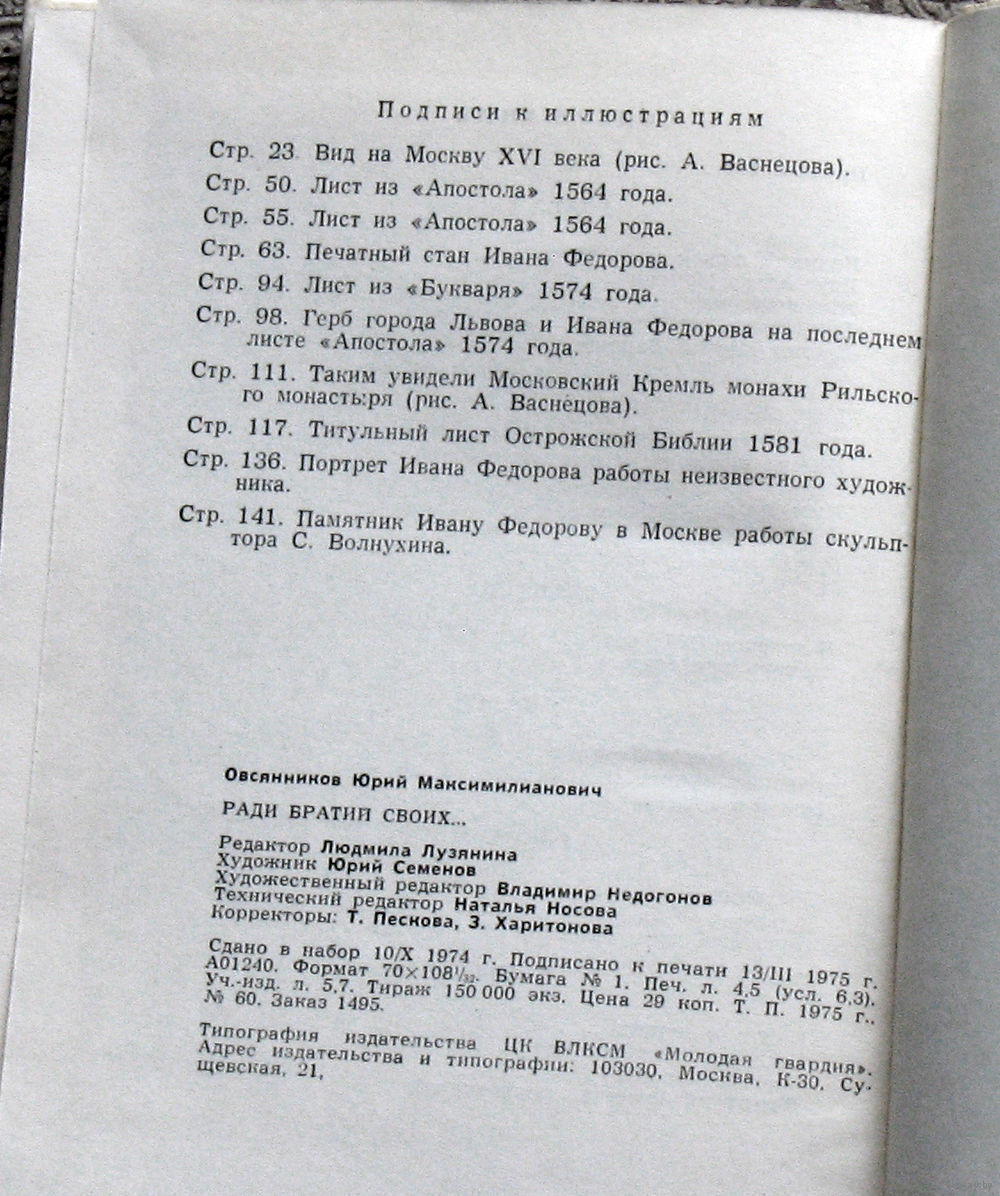 Подписи к иллюстрациям
Стр. 23. Вид на Москву XVI века (рис. А. Васнецова).
Стр. 50. Лист из «Апостола» 1564 года.
Стр. 55. Лист из «Апостола» 1564 года.
Стр. 63. Печатный стан Ивана Федорова.
Стр. 94. Лист из «Букваря» 1574 года.
Стр. 98. Герб города Львова и Ивана Федорова на последнем
листе «Апостола» 1574 года.
Стр. 111. Таким увидели Московский Кремль монахи Рильско-
го монастыря (рис. А. Васнецова).
Стр. 117. Титульный лист Острожской Библии 1581 года.
Стр. 136. Портрет Ивана Федорова работы неизвестного худож-
ника.
Стр. 141. Памятник Ивану Федорову в Москве работы скульп-
тора С. Волнухина.
Овсянников Юрий Максимилианович
РАДИ БРАТИЙ СВОИХ...
Редактор Людмила Лузянина
Художник Юрий Семенов
Художественный редактор Владимир Недогонов
Технический редактор Наталья Носова
Корректоры: Т. Пескова, З. Харитонова
Сдано в набор 10/X 1974 г. Подписано к печати 13/III 1975 г.
А01240. Формат 70×108¹/₃₂. Бумага № 1. Печ. л. 4,5 (усл. 6,3).
Уч.-изд. л. 5,7. Тираж 150 000 экз. Цена 29 коп. Т. П. 1975 г.,
№ 60. Заказ 1495.
Типография издательства ЦК ВЛКСМ «Молодая гвардия».
Адрес издательства и типографии: 103030, Москва, К-30, Су-
щевская, 21,